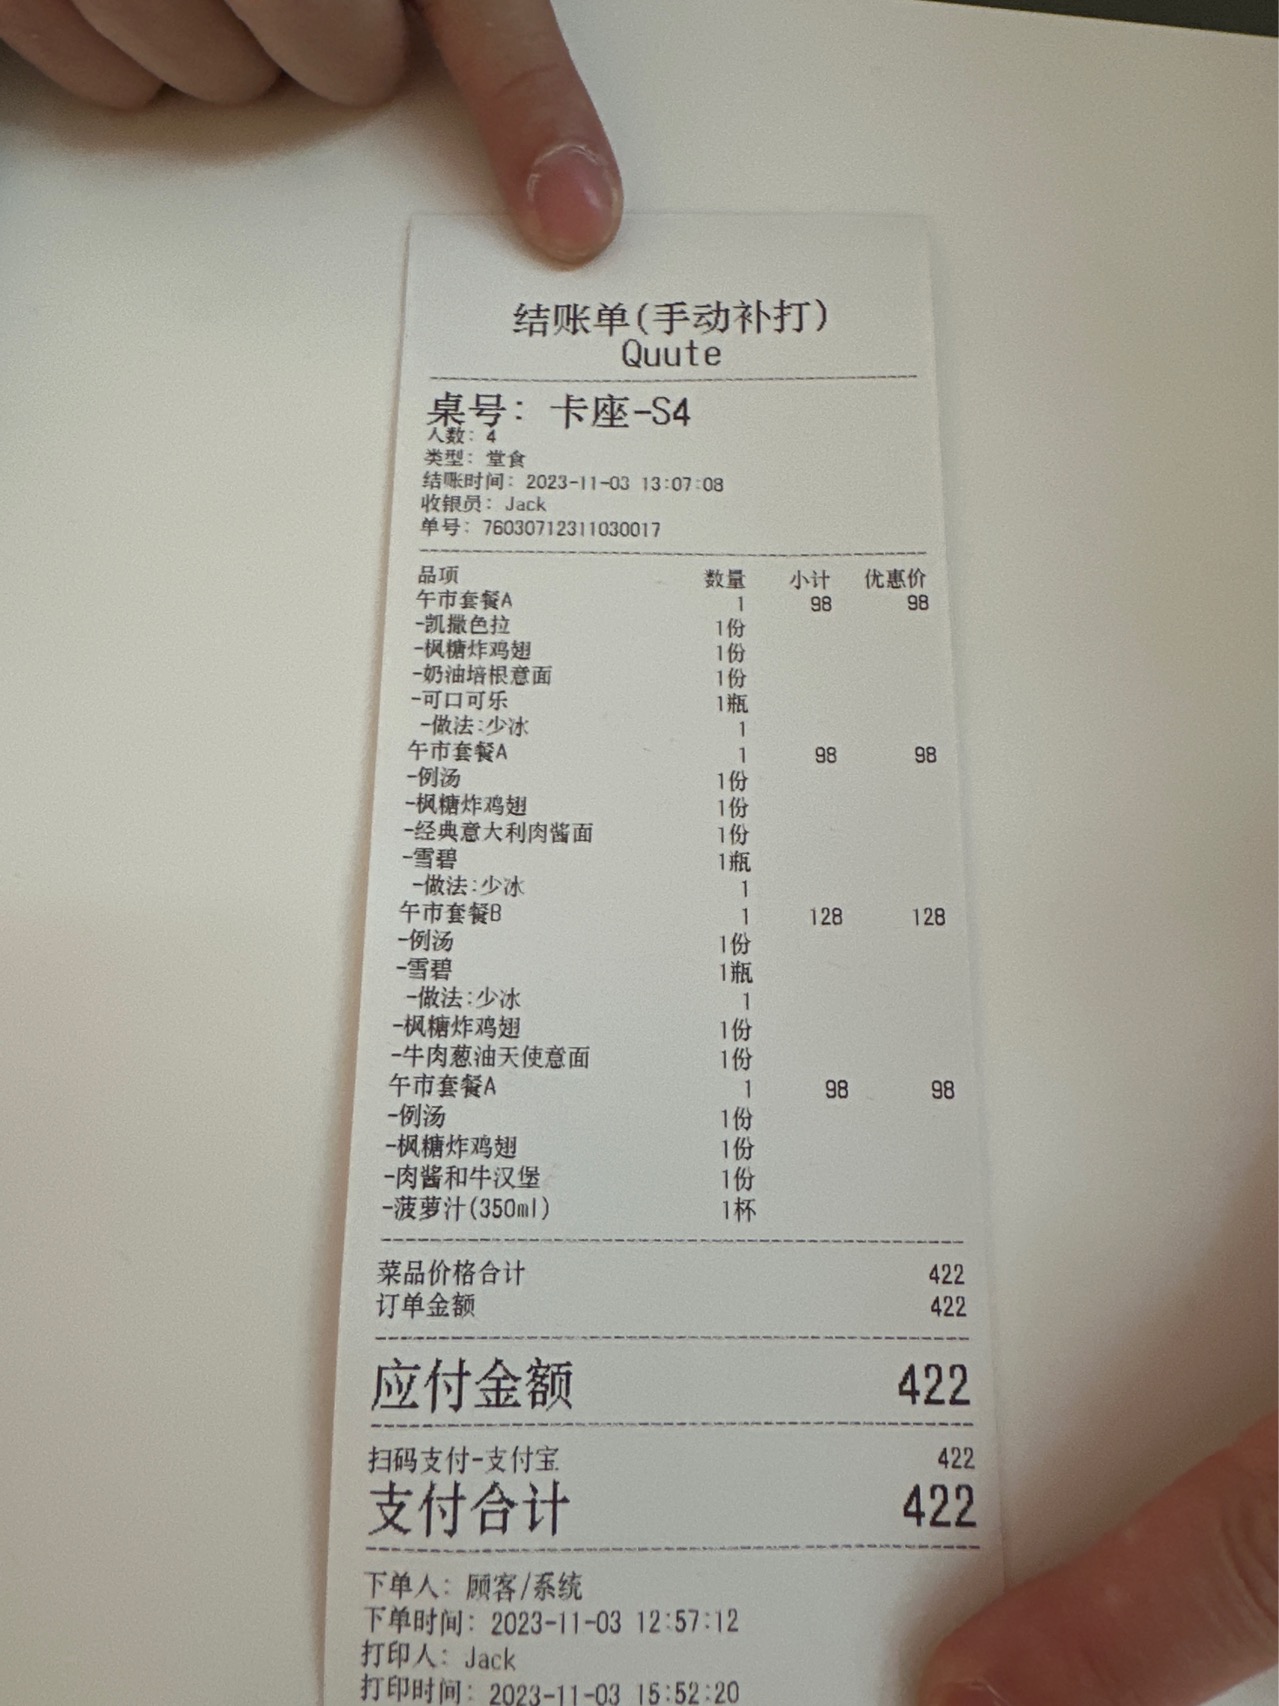 结账单(手动补打)
Quute
桌号: 卡座-S4
人数: 4
类型: 堂食
结账时间: 2023-11-03 13:07:08
收银员: Jack
单号: 76030712311030017
品项 数量 小计 优惠价
午市套餐A 1 98 98
-凯撒色拉 1份
-枫糖炸鸡翅 1份
-奶油培根意面 1份
-可口可乐 1瓶
-做法:少冰 1
午市套餐A 1 98 98
-例汤 1份
-枫糖炸鸡翅 1份
-经典意大利肉酱面 1份
-雪碧 1瓶
-做法:少冰 1
午市套餐B 1 128 128
-例汤 1份
-雪碧 1瓶
-做法:少冰 1
-枫糖炸鸡翅 1份
-牛肉葱油天使意面 1份
午市套餐A 1 98 98
-例汤 1份
-枫糖炸鸡翅 1份
-肉酱和牛汉堡 1份
-菠萝汁(350ml) 1杯
菜品价格合计 422
订单金额 422
应付金额 422
扫码支付-支付宝 422
支付合计 422
下单人: 顾客/系统
下单时间: 2023-11-03 12:57:12
打印人: Jack
打印时间: 2023-11-03 15:52:20